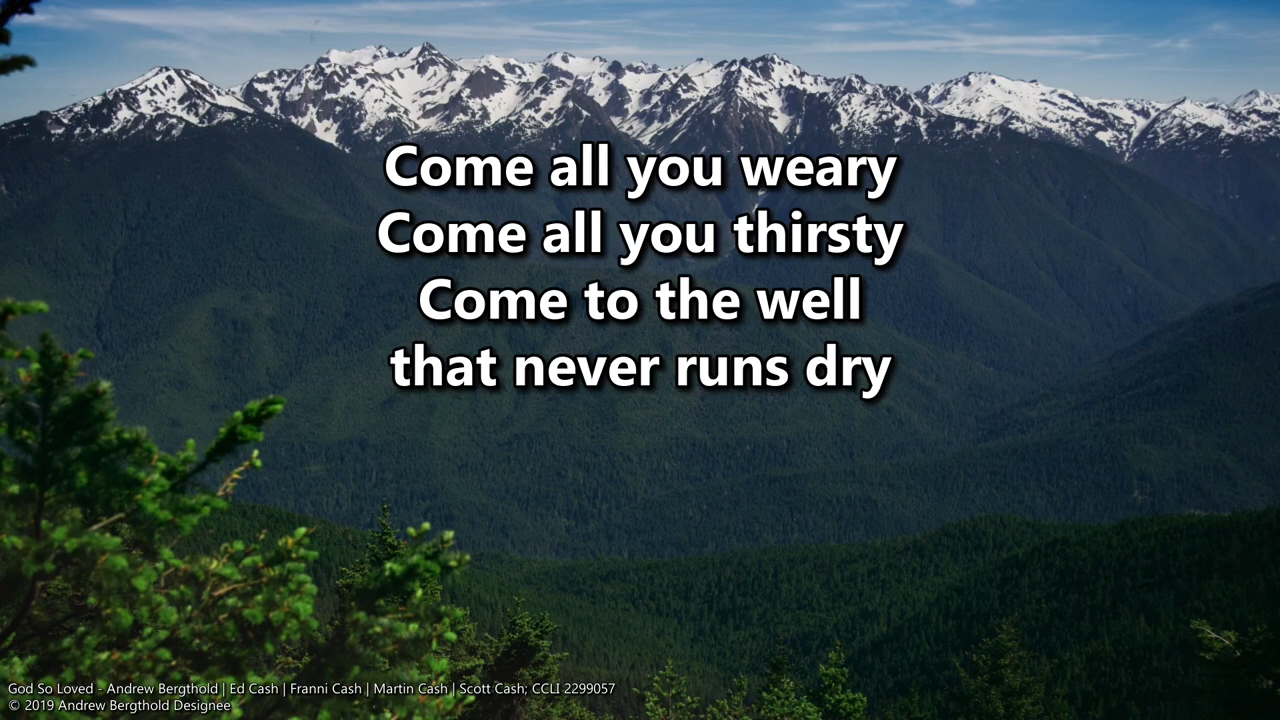 Come all you weary
Come all you thirsty
Come to the well
that never runs dry
God So Loved - Andrew Bergthold | Ed Cash | Franni Cash | Martin Cash | Scott Cash; CCLI 2299057
© 2019 Andrew Bergthold Designee